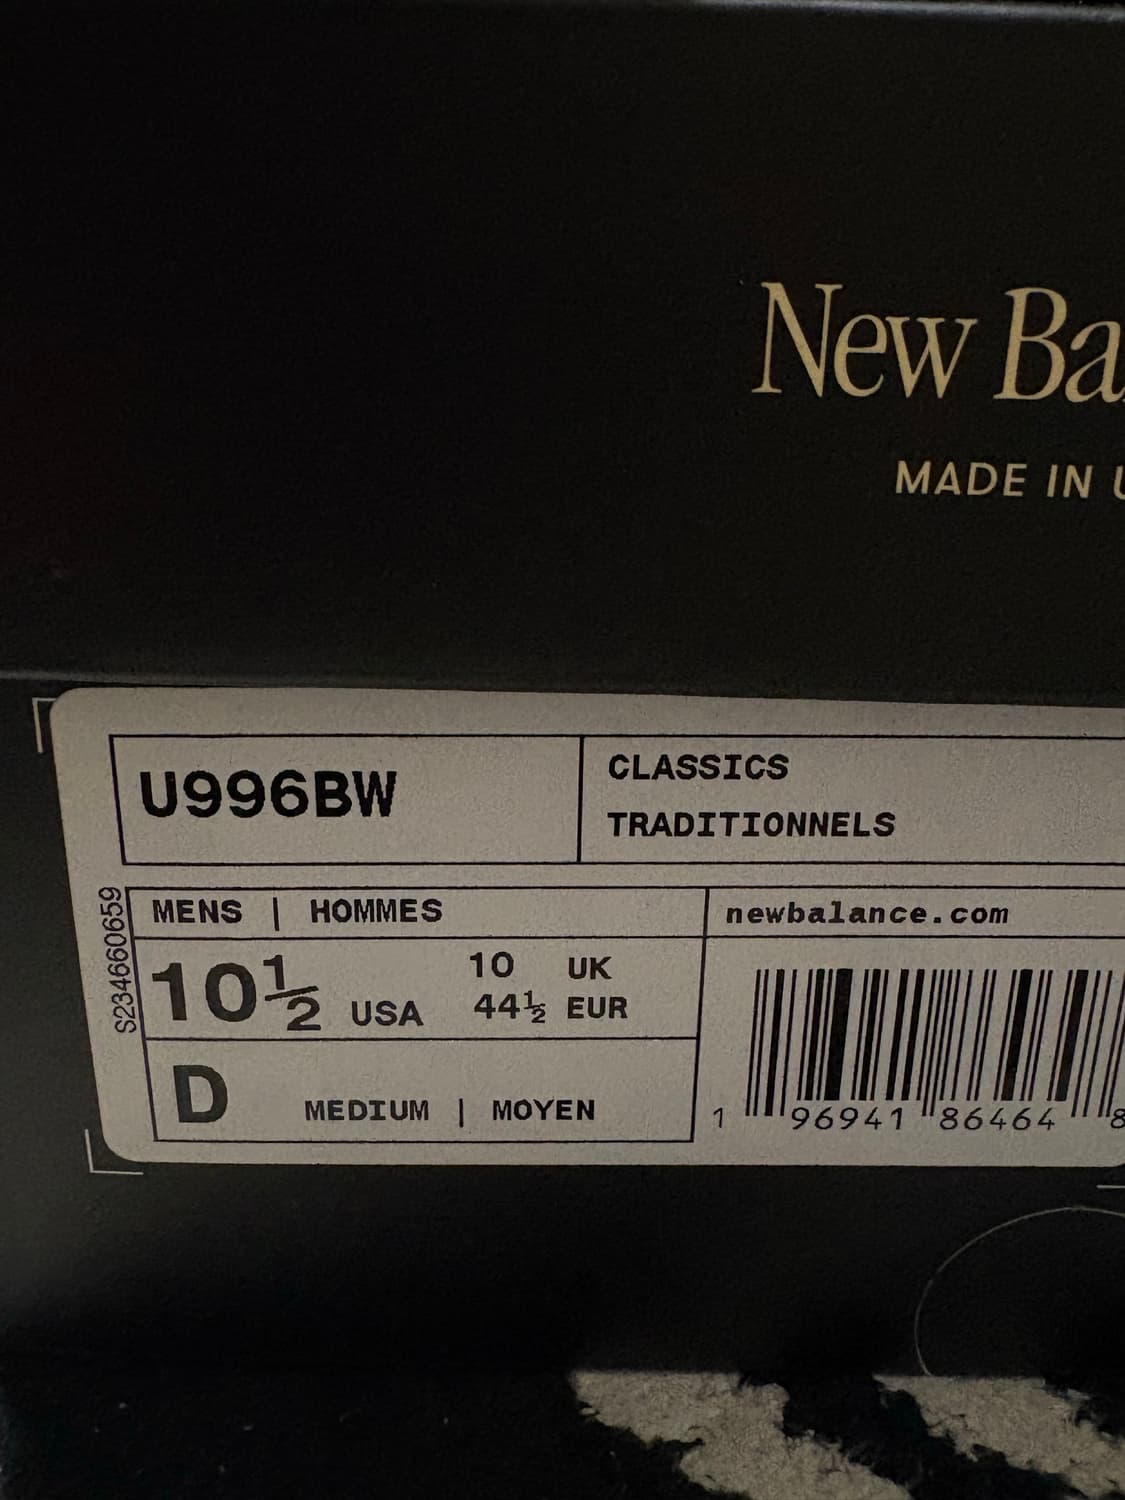 New Ba
MADE IN U
U996BW
CLASSICS
TRADITIONNELS
S234660659
MENS | HOMMES
newbalance.com
10½ USA
10 UK
44½ EUR
D MEDIUM | MOYEN
1 96941 86464 8